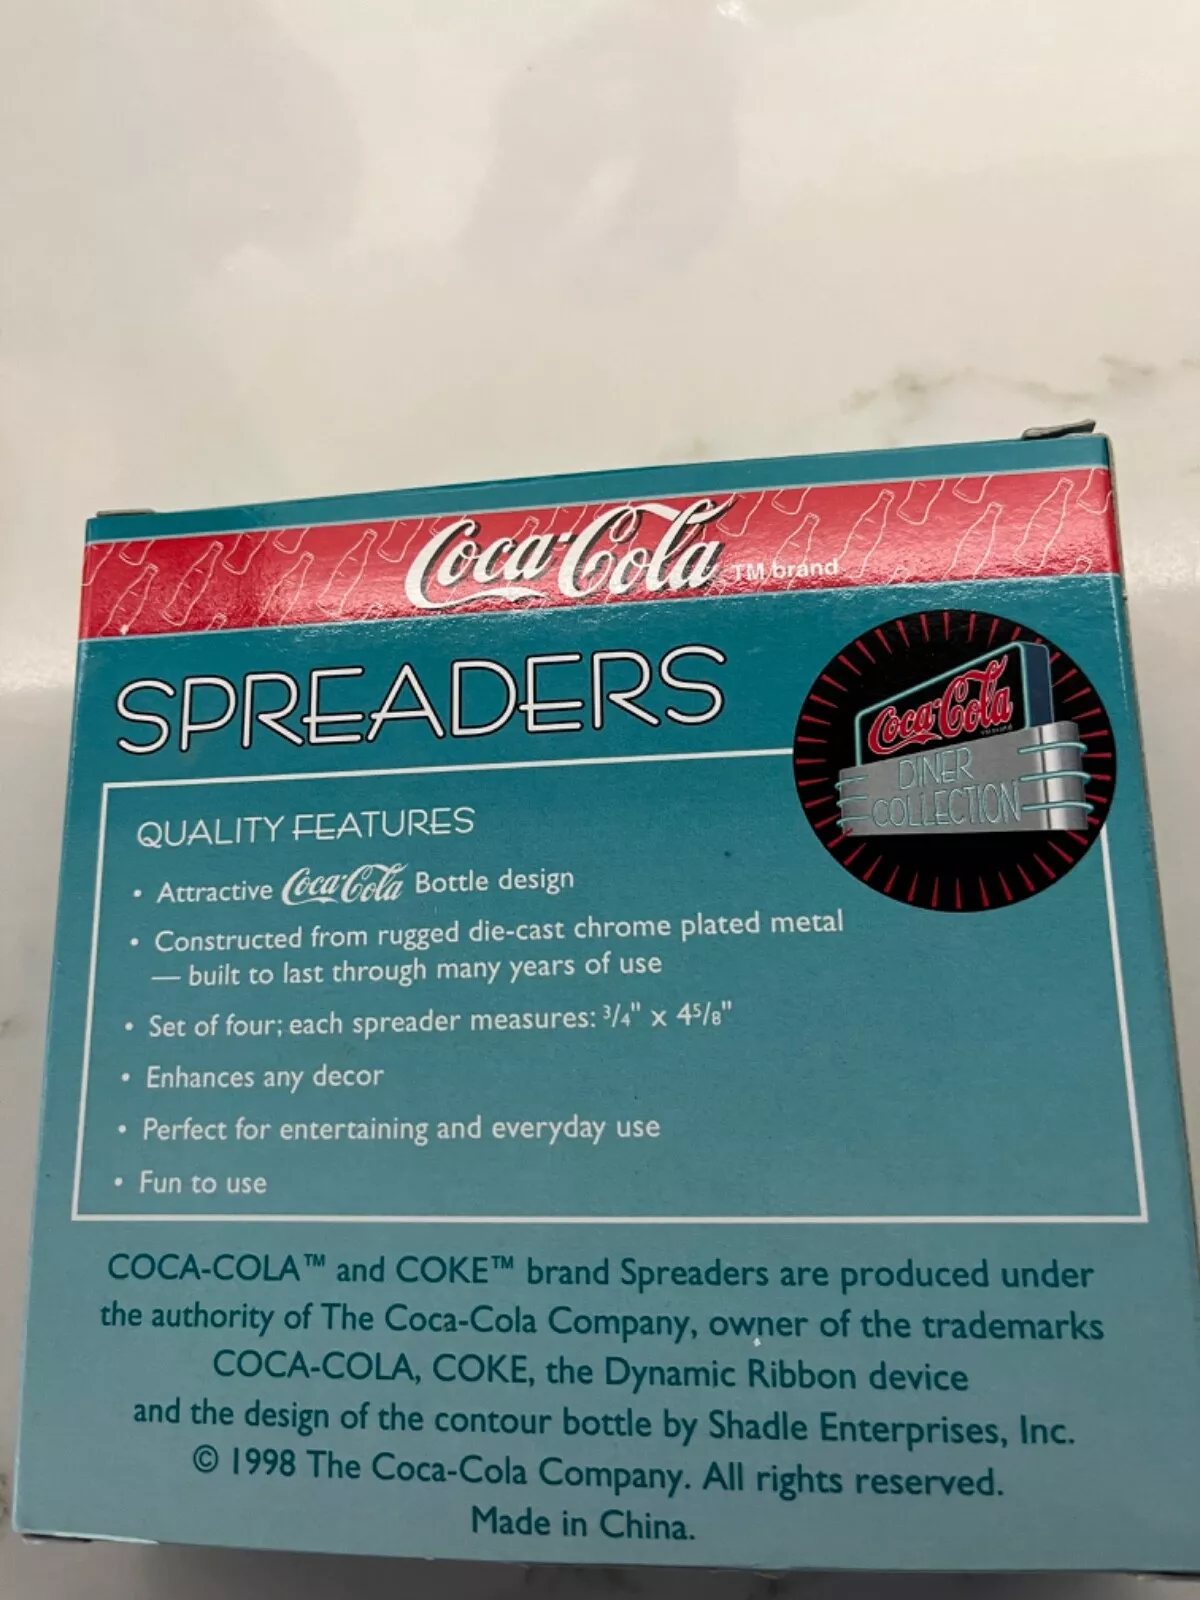 Coca-Cola TM brand
SPREADERS
Coca-Cola
DINER
COLLECTION
QUALITY FEATURES
• Attractive Coca-Cola Bottle design
• Constructed from rugged die-cast chrome plated metal
— built to last through many years of use
• Set of four; each spreader measures: 3/4" x 45/8"
• Enhances any decor
• Perfect for entertaining and everyday use
• Fun to use
COCA-COLA™ and COKE™ brand Spreaders are produced under
the authority of The Coca-Cola Company, owner of the trademarks
COCA-COLA, COKE, the Dynamic Ribbon device
and the design of the contour bottle by Shadle Enterprises, Inc.
© 1998 The Coca-Cola Company. All rights reserved.
Made in China.